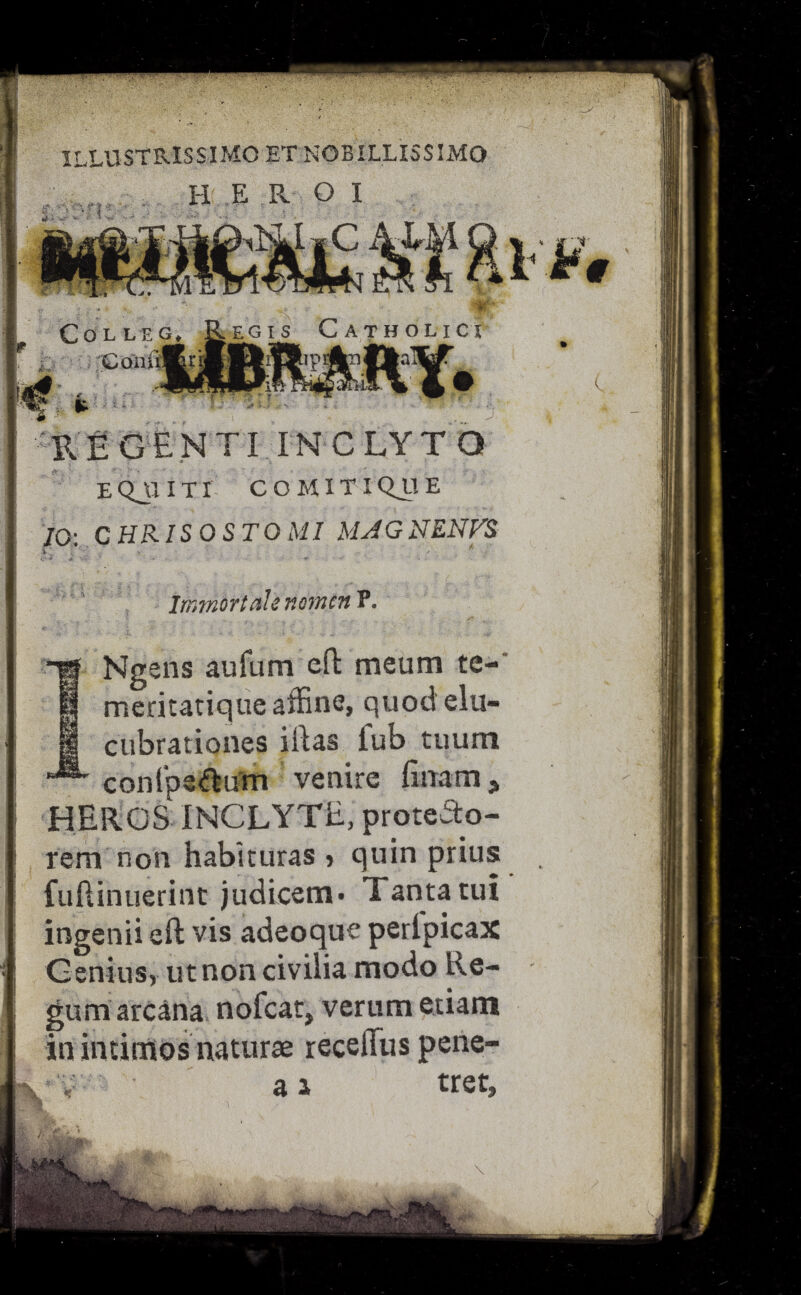 ILLUSTRISSIMO ET NOBILLISSIMO
HEROI
MEDICAL
COLLEG. REGIS CATHOLICI
LIBRARY.
REGENTI INCLYTO
EQUITI COMITIQUE
IO: CHRISOSTOMI MAGNENVS
Immortale nomen P.
INgens ausum est meum te-
meritatique affine, quod elu-
cubrationes istas sub tuum
conspectum venire sinam,
HEROS INCLYTE, protecto-
rem non habituras, quin prius
sustinuerint judicem. Tanta tui
ingenii est vis adeoque perspicax
Genius, ut non civilia modo Re-
gum arcana noscat, verum etiam
in intimos naturæ recessus pene-
a 2 tret,